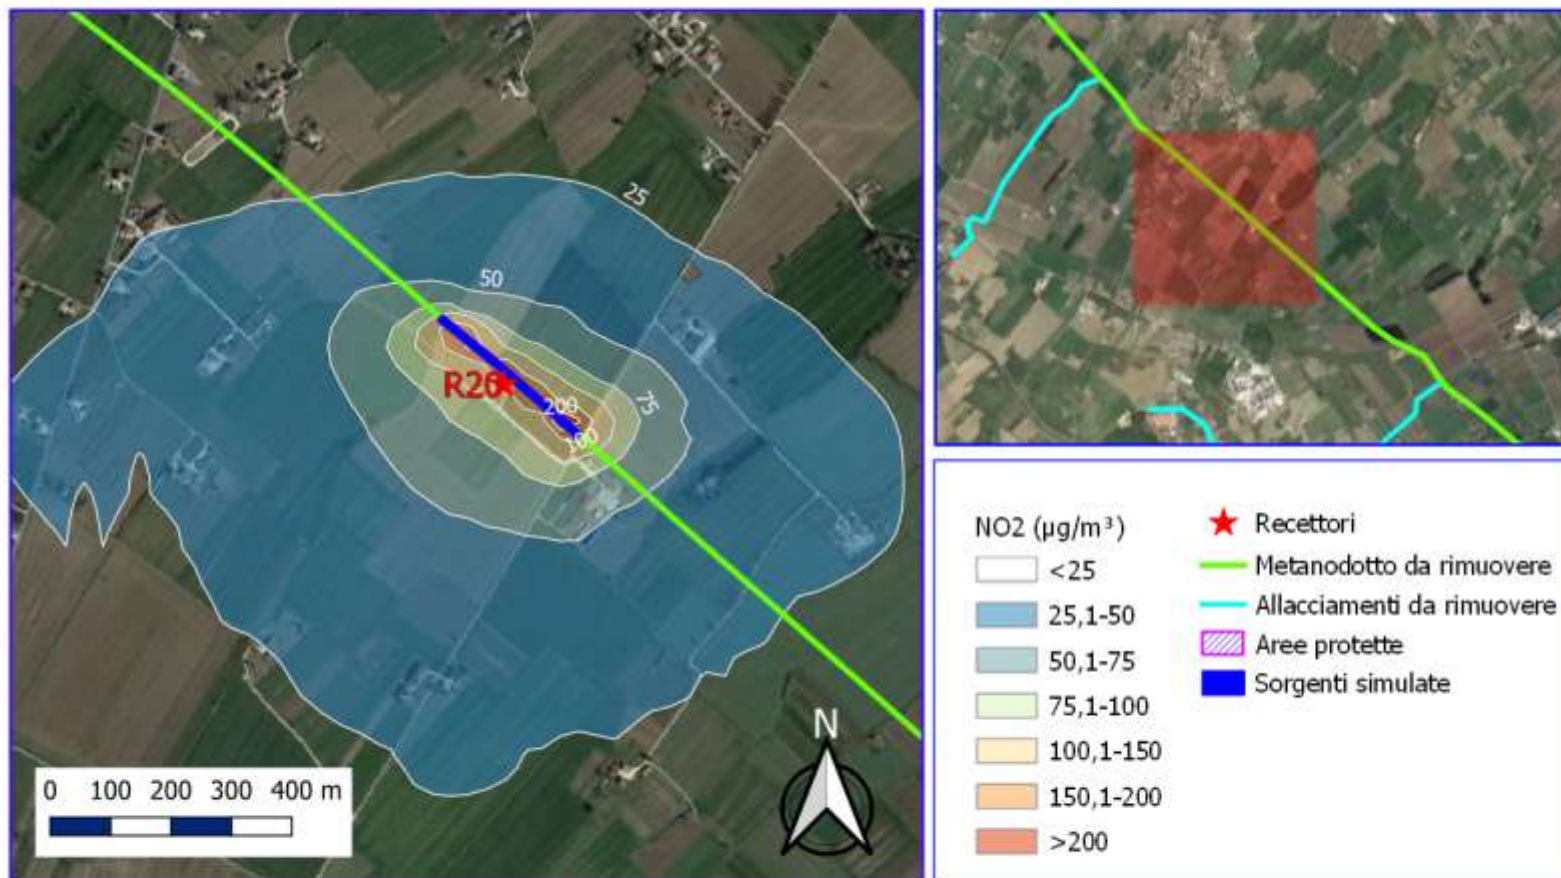 25
50
75
R26
200
100
N
0 100 200 300 400 m
NO2 (µg/m³)
<25
25,1-50
50,1-75
75,1-100
100,1-150
150,1-200
>200
Recettori
Metanodotto da rimuovere
Allacciamenti da rimuovere
Aree protette
Sorgenti simulate